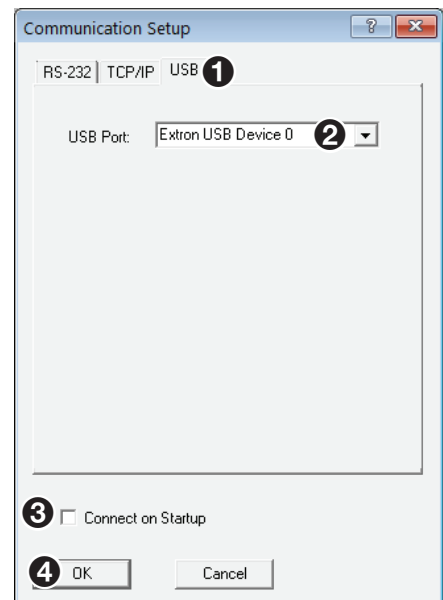 Communication Setup ?
RS-232 TCP/IP USB 1
USB Port: Extron USB Device 0 2
3 Connect on Startup
4 OK Cancel